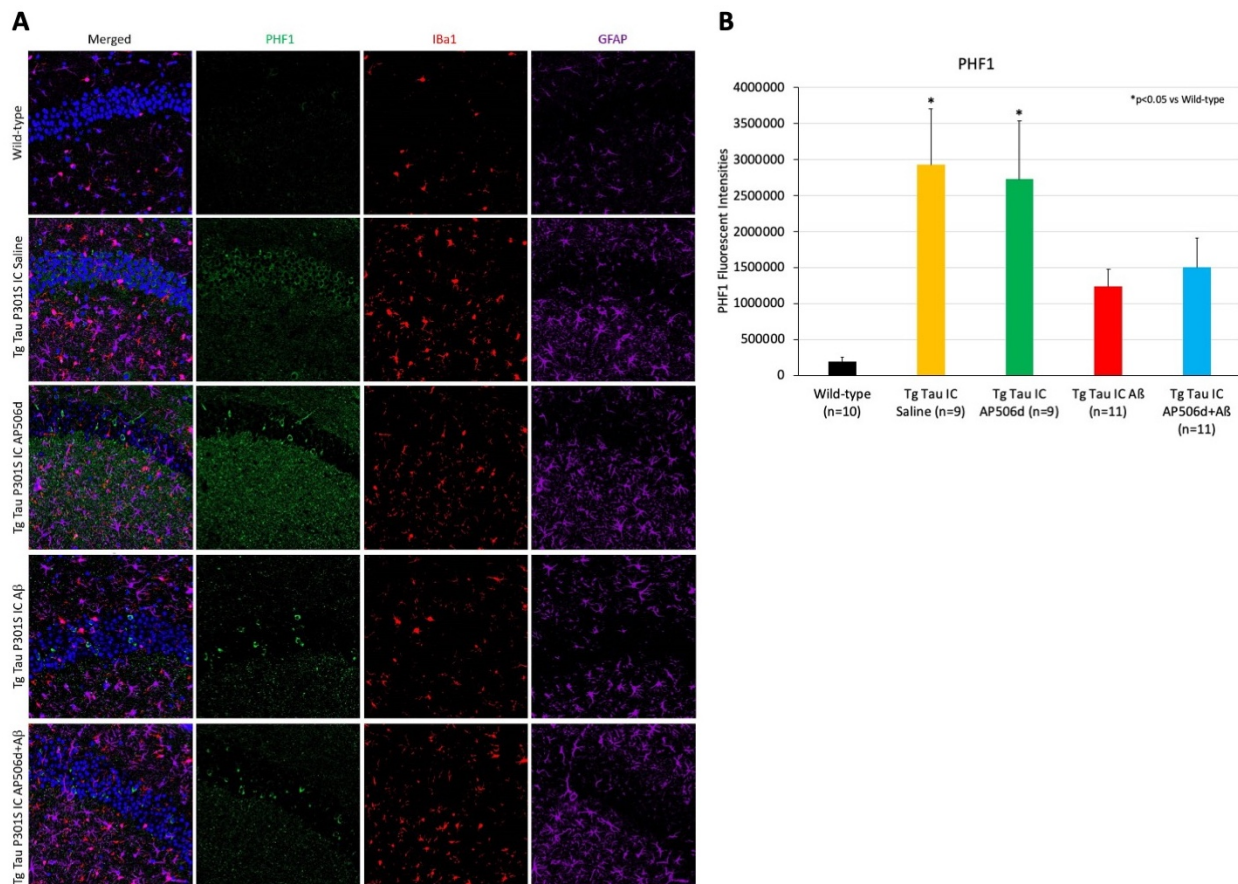 A
Merged PHF1 IBa1 GFAP
Wild-type
Tg Tau P301S IC Saline
Tg Tau P301S IC AP506d
Tg Tau P301S IC Aβ
Tg Tau P301S IC AP506d+Aβ
B
PHF1
*p<0.05 vs Wild-type
PHF1 Fluorescent Intensities
4000000
3500000
3000000
2500000
2000000
1500000
1000000
500000
0
* *
Wild-type (n=10)
Tg Tau IC Saline (n=9)
Tg Tau IC AP506d (n=9)
Tg Tau IC Aß (n=11)
Tg Tau IC AP506d+Aß (n=11)